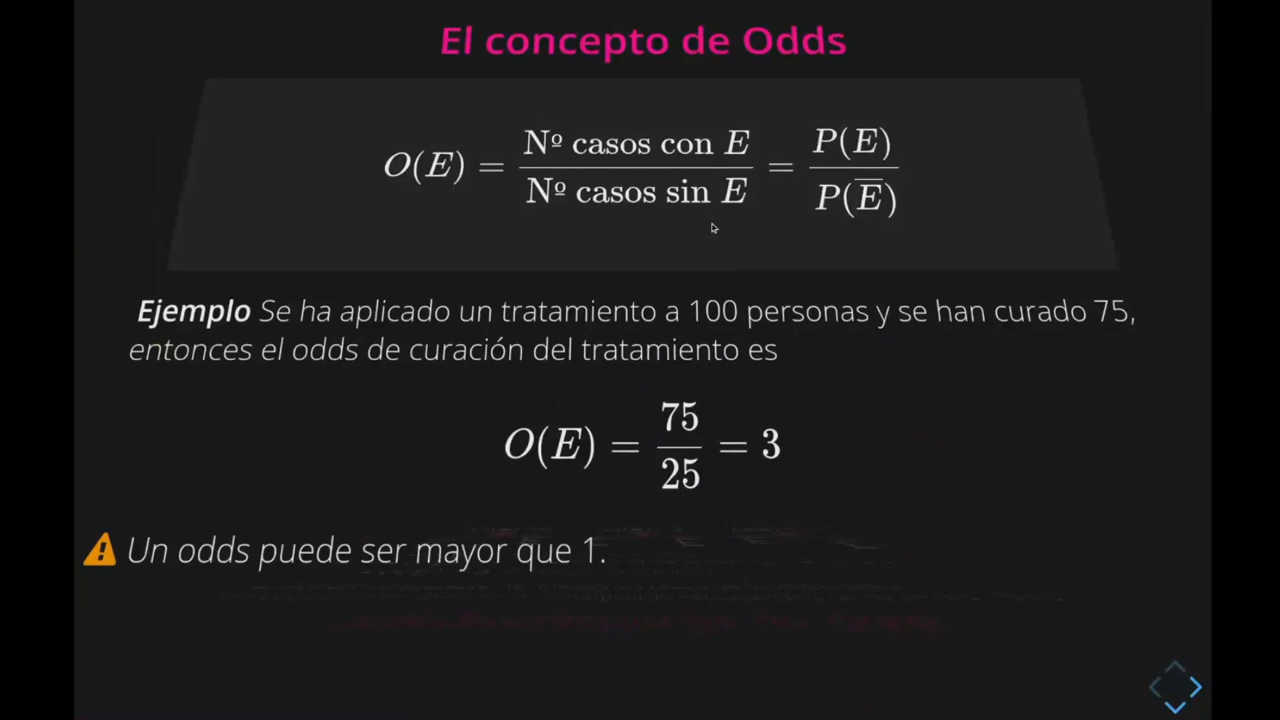 El concepto de Odds
O(E) = Nº casos con E / Nº casos sin E = P(E) / P(E̅)
Ejemplo Se ha aplicado un tratamiento a 100 personas y se han curado 75,
entonces el odds de curación del tratamiento es
O(E) = 75 / 25 = 3
Un odds puede ser mayor que 1.